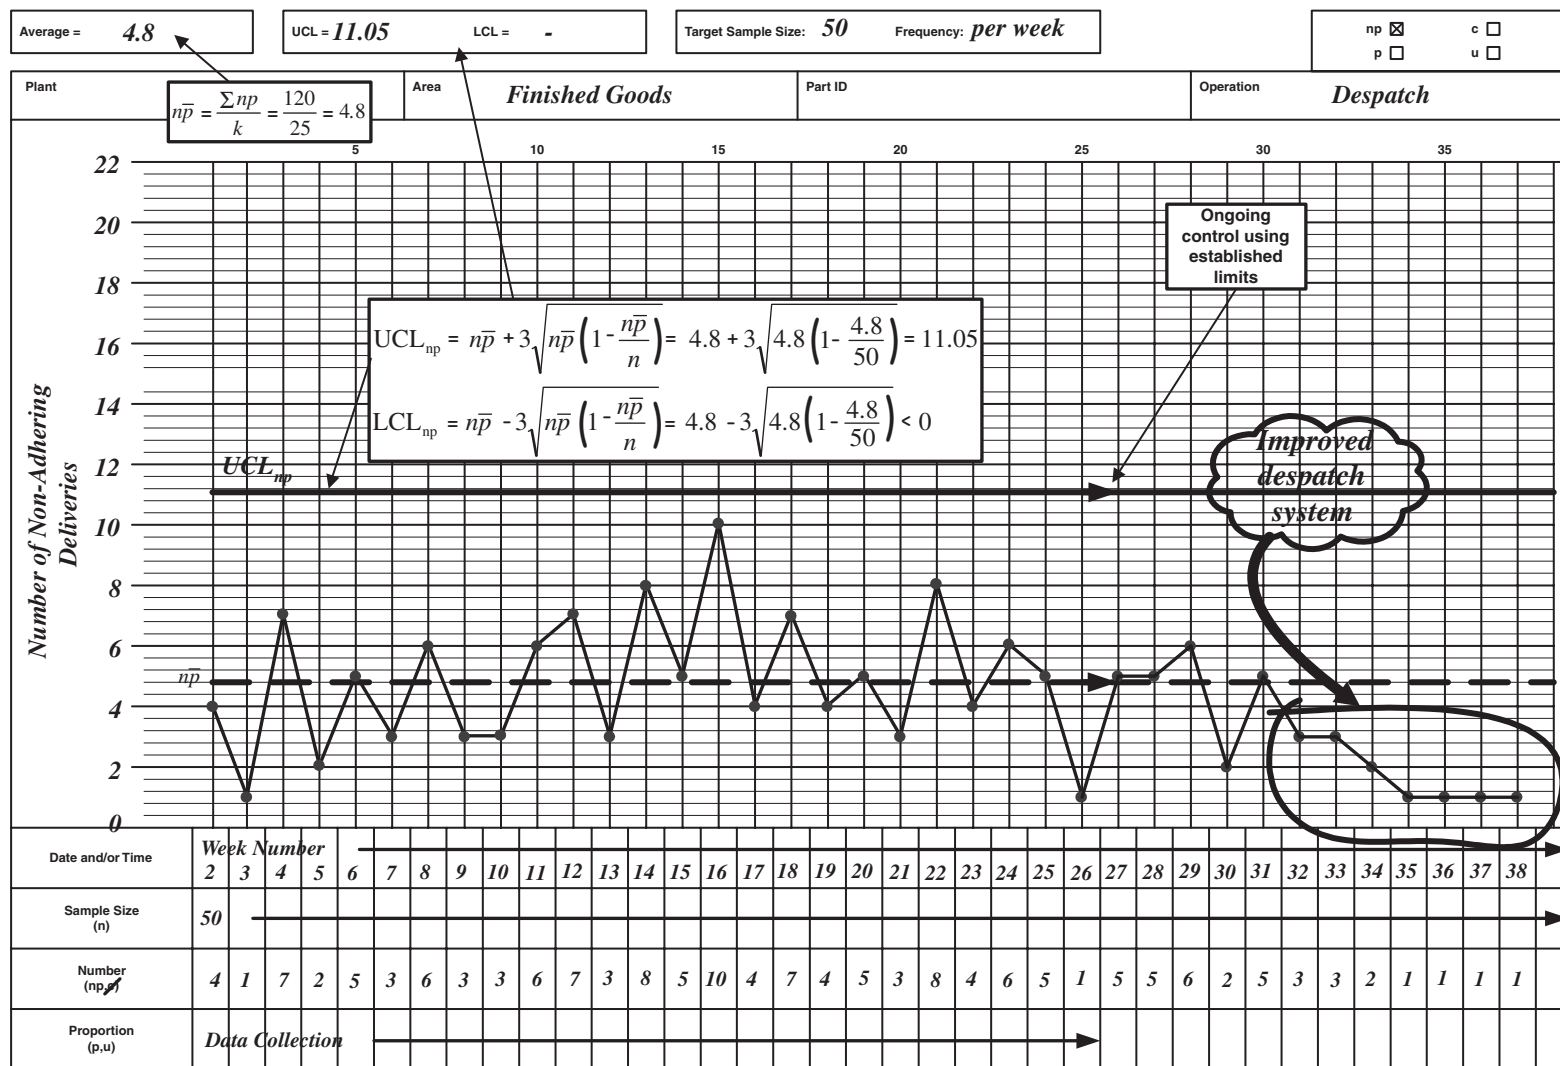 Average = 4.8
UCL = 11.05 LCL = -
Target Sample Size: 50 Frequency: per week
np ☒ c ☐
p ☐ u ☐
Plant
Area Finished Goods
Part ID
Operation Despatch
np̅ = Σnp / k = 120 / 25 = 4.8
5 10 15 20 25 30 35
22
20
18
16
14
12
10
8
6
4
2
0
Number of Non-Adhering
Deliveries
Ongoing
control using
established
limits
UCLnp = np̅ + 3√(np̅(1 - np̅/n)) = 4.8 + 3√(4.8(1 - 4.8/50)) = 11.05
LCLnp = np̅ - 3√(np̅(1 - np̅/n)) = 4.8 - 3√(4.8(1 - 4.8/50)) < 0
UCLnp
Improved
despatch
system
np̅
Date and/or Time
Week Number
2 3 4 5 6 7 8 9 10 11 12 13 14 15 16 17 18 19 20 21 22 23 24 25 26 27 28 29 30 31 32 33 34 35 36 37 38
Sample Size
(n)
50
Number
(np,c)
4 1 7 2 5 3 6 3 3 6 7 3 8 5 10 4 7 4 5 3 8 4 6 5 1 5 5 6 2 5 3 3 2 1 1 1 1
Proportion
(p,u)
Data Collection